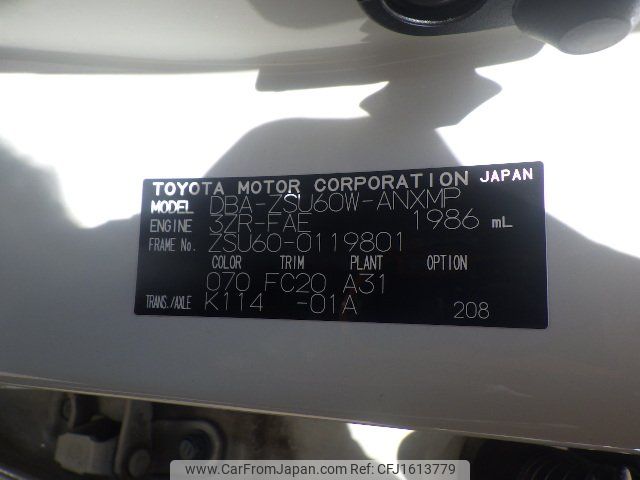 TOYOTA MOTOR CORPORATION JAPAN
MODEL DBA-ZSU60W-ANXMP
ENGINE 3ZR-FAE 1986 mL
FRAME No. ZSU60-0119801
COLOR TRIM PLANT OPTION
070 FC20 A31
TRANS./AXLE K114 -01A 208
www.CarFromJapan.com|Ref.No:CFJ1613779